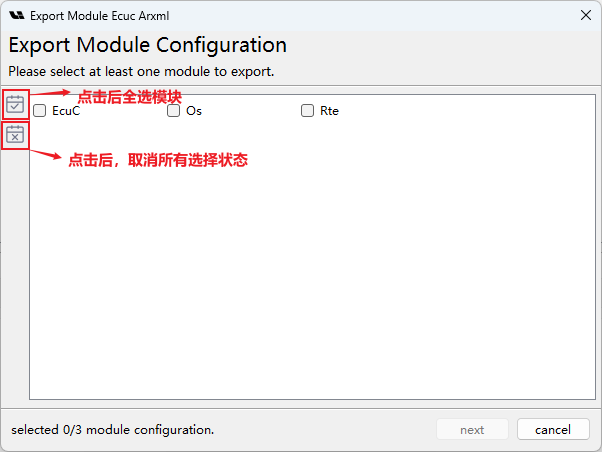 Export Module Ecuc Arxml
Export Module Configuration
Please select at least one module to export.
点击后全选模块
EcuC Os Rte
点击后，取消所有选择状态
selected 0/3 module configuration.
next cancel